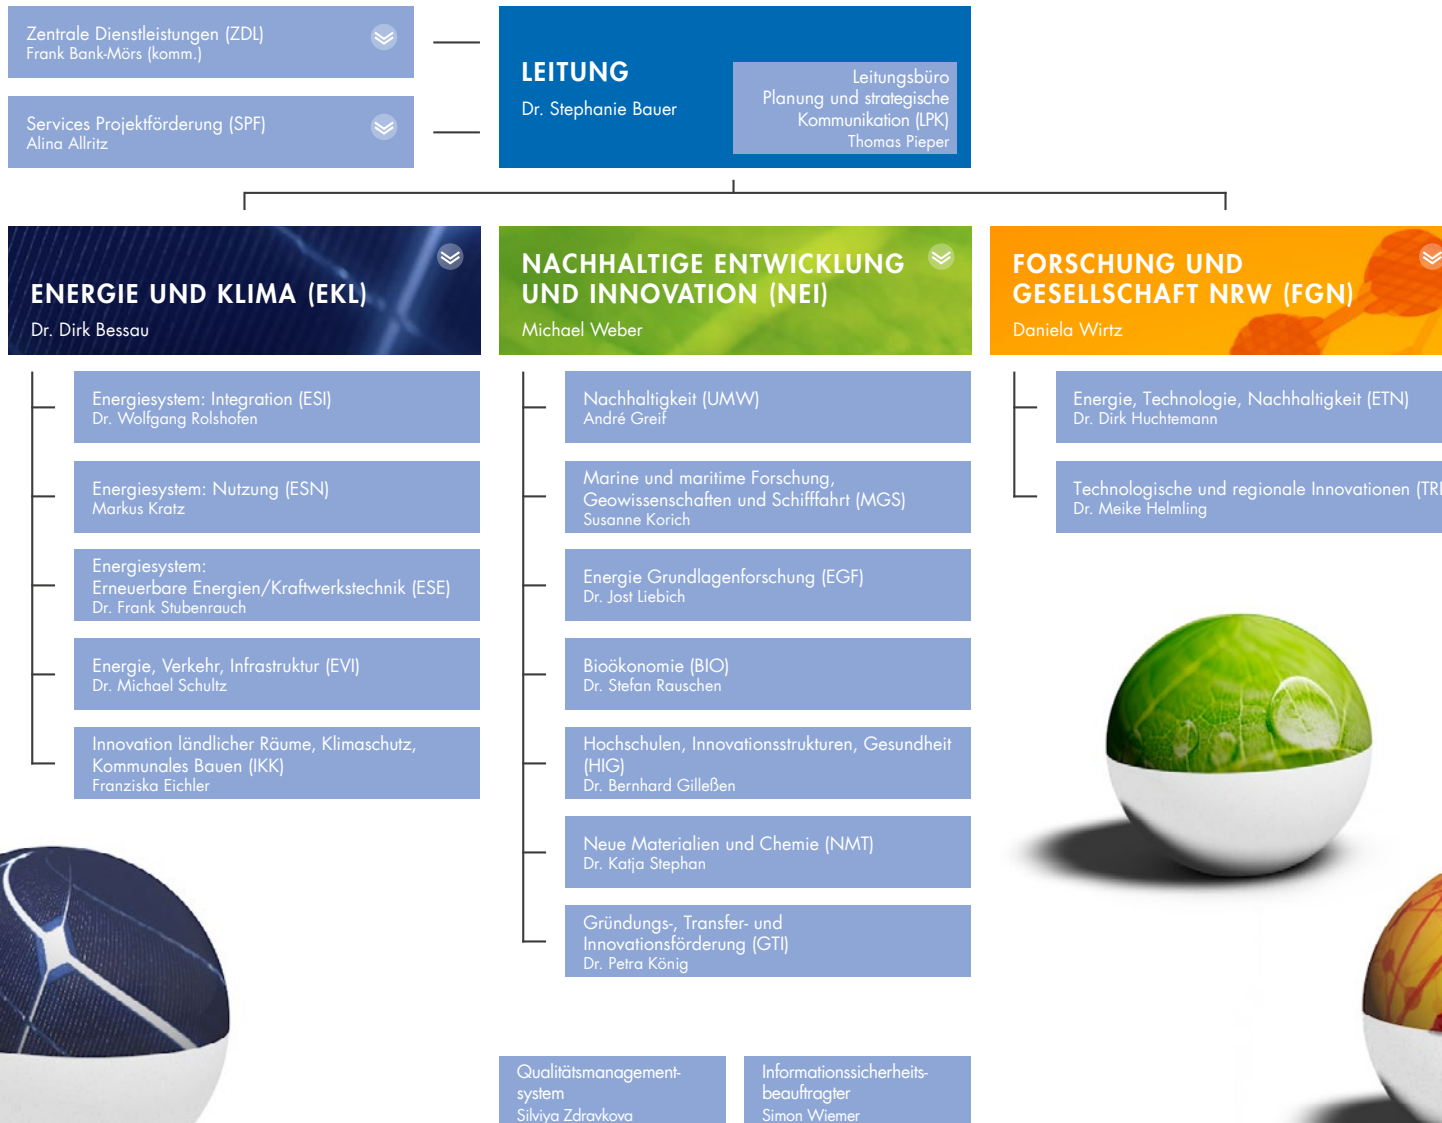 Zentrale Dienstleistungen (ZDL)
Frank Bank-Mörs (komm.)
Services Projektförderung (SPF)
Alina Allritz
LEITUNG
Dr. Stephanie Bauer
Leitungsbüro
Planung und strategische
Kommunikation (LPK)
Thomas Pieper
ENERGIE UND KLIMA (EKL)
Dr. Dirk Bessau
Energiesystem: Integration (ESI)
Dr. Wolfgang Rolshofen
Energiesystem: Nutzung (ESN)
Markus Kratz
Energiesystem:
Erneuerbare Energien/Kraftwerkstechnik (ESE)
Dr. Frank Stubenrauch
Energie, Verkehr, Infrastruktur (EVI)
Dr. Michael Schultz
Innovation ländlicher Räume, Klimaschutz,
Kommunales Bauen (IKK)
Franziska Eichler
NACHHALTIGE ENTWICKLUNG
UND INNOVATION (NEI)
Michael Weber
Nachhaltigkeit (UMW)
André Greif
Marine und maritime Forschung,
Geowissenschaften und Schifffahrt (MGS)
Susanne Korich
Energie Grundlagenforschung (EGF)
Dr. Jost Liebich
Bioökonomie (BIO)
Dr. Stefan Rauschen
Hochschulen, Innovationsstrukturen, Gesundheit
(HIG)
Dr. Bernhard Gilleßen
Neue Materialien und Chemie (NMT)
Dr. Katja Stephan
Gründungs-, Transfer- und
Innovationsförderung (GTI)
Dr. Petra König
FORSCHUNG UND
GESELLSCHAFT NRW (FGN)
Daniela Wirtz
Energie, Technologie, Nachhaltigkeit (ETN)
Dr. Dirk Huchtemann
Technologische und regionale Innovationen
Dr. Meike Helmling
Qualitätsmanagement-
system
Silviya Zdravkova
Informationssicherheits-
beauftragter
Simon Wiemer